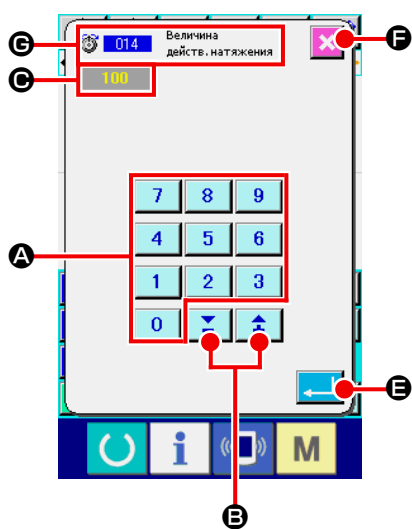 G
014
Величина
действ.натяжения
F
C
100
7 8 9
A
4 5 6
1 2 3
0
E
i
M
B